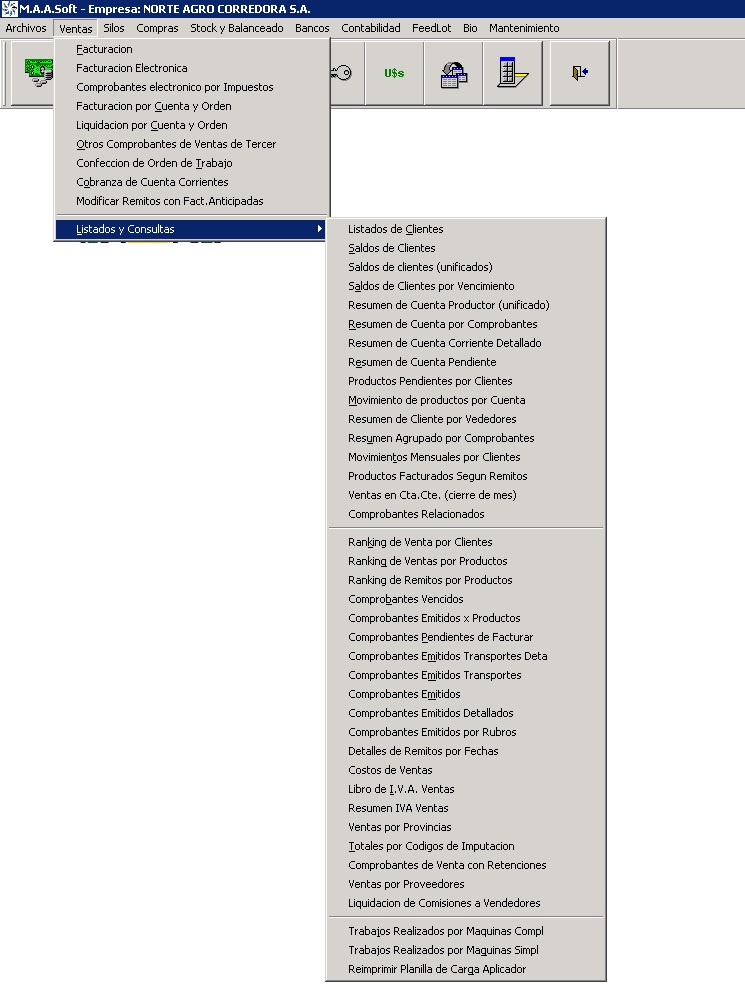 M.A.A.Soft - Empresa: NORTE AGRO CORREDORA S.A.
Archivos Ventas Silos Compras Stock y Balanceado Bancos Contabilidad FeedLot Bio Mantenimiento
U$s
Facturacion
Facturacion Electronica
Comprobantes electronico por Impuestos
Facturacion por Cuenta y Orden
Liquidacion por Cuenta y Orden
Otros Comprobantes de Ventas de Tercer
Confeccion de Orden de Trabajo
Cobranza de Cuenta Corrientes
Modificar Remitos con Fact.Anticipadas
Listados y Consultas
Listados de Clientes
Saldos de Clientes
Saldos de clientes (unificados)
Saldos de Clientes por Vencimiento
Resumen de Cuenta Productor (unificado)
Resumen de Cuenta por Comprobantes
Resumen de Cuenta Corriente Detallado
Resumen de Cuenta Pendiente
Productos Pendientes por Clientes
Movimiento de productos por Cuenta
Resumen de Cliente por Vededores
Resumen Agrupado por Comprobantes
Movimientos Mensuales por Clientes
Productos Facturados Segun Remitos
Ventas en Cta.Cte. (cierre de mes)
Comprobantes Relacionados
Ranking de Venta por Clientes
Ranking de Ventas por Productos
Ranking de Remitos por Productos
Comprobantes Vencidos
Comprobantes Emitidos x Productos
Comprobantes Pendientes de Facturar
Comprobantes Emitidos Transportes Deta
Comprobantes Emitidos Transportes
Comprobantes Emitidos
Comprobantes Emitidos Detallados
Comprobantes Emitidos por Rubros
Detalles de Remitos por Fechas
Costos de Ventas
Libro de I.V.A. Ventas
Resumen IVA Ventas
Ventas por Provincias
Totales por Codigos de Imputacion
Comprobantes de Venta con Retenciones
Ventas por Proveedores
Liquidacion de Comisiones a Vendedores
Trabajos Realizados por Maquinas Compl
Trabajos Realizados por Maquinas Simpl
Reimprimir Planilla de Carga Aplicador